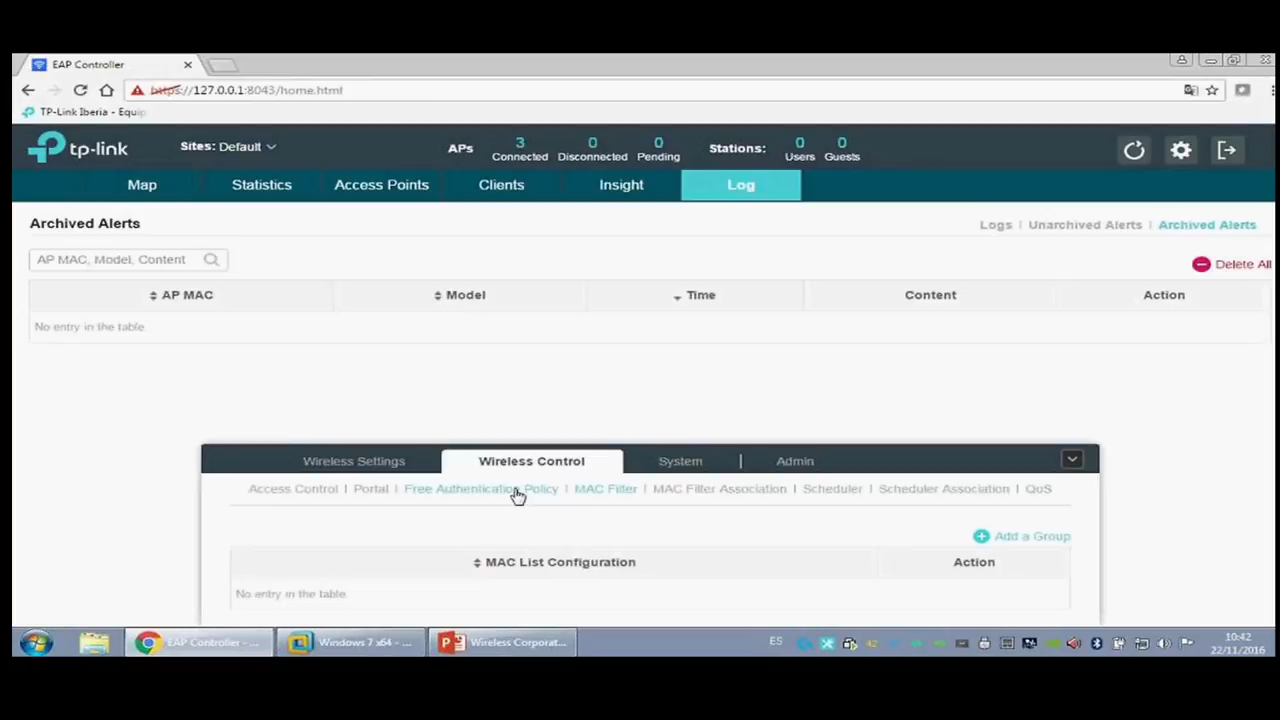 EAP Controller
https://127.0.0.1:8043/home.html
TP-Link Iberia - Equip
tp-link
Sites: Default
APs
3 Connected
0 Disconnected
0 Pending
Stations:
0 Users
0 Guests
Map Statistics Access Points Clients Insight Log
Archived Alerts
Logs | Unarchived Alerts | Archived Alerts
AP MAC, Model, Content
Delete All
AP MAC Model Time Content Action
No entry in the table.
Wireless Settings Wireless Control System | Admin
Access Control | Portal | Free Authentication Policy | MAC Filter | MAC Filter Association | Scheduler | Scheduler Association | QoS
Add a Group
MAC List Configuration Action
No entry in the table.
EAP Controller - ... Windows 7 x64 - ... Wireless Corporat... ES 10:42
22/11/2016